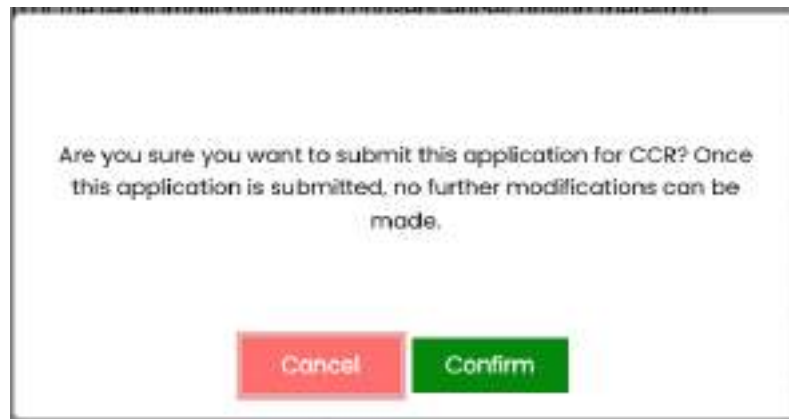 Are you sure you want to submit this application for CCR? Once
this application is submitted, no further modifications can be
made.
Cancel
Confirm